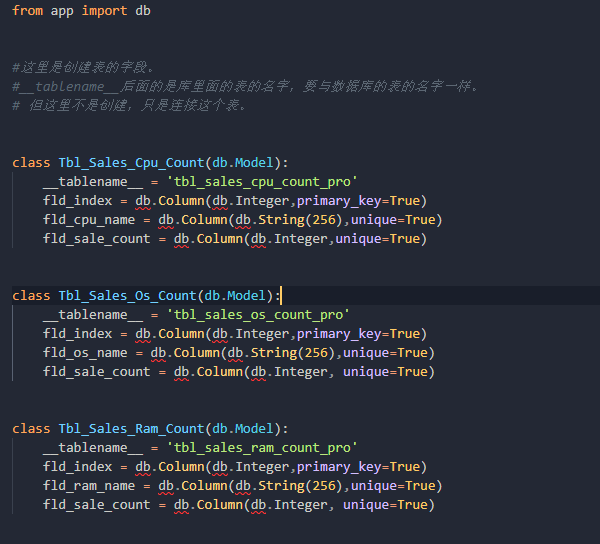 from app import db
#这里是创建表的字段。
#__tablename__后面的是库里面的表的名字，要与数据库的表的名字一样。
# 但这里不是创建，只是连接这个表。
class Tbl_Sales_Cpu_Count(db.Model):
__tablename__ = 'tbl_sales_cpu_count_pro'
fld_index = db.Column(db.Integer,primary_key=True)
fld_cpu_name = db.Column(db.String(256),unique=True)
fld_sale_count = db.Column(db.Integer,unique=True)
class Tbl_Sales_Os_Count(db.Model):
__tablename__ = 'tbl_sales_os_count_pro'
fld_index = db.Column(db.Integer,primary_key=True)
fld_os_name = db.Column(db.String(256),unique=True)
fld_sale_count = db.Column(db.Integer, unique=True)
class Tbl_Sales_Ram_Count(db.Model):
__tablename__ = 'tbl_sales_ram_count_pro'
fld_index = db.Column(db.Integer,primary_key=True)
fld_ram_name = db.Column(db.String(256),unique=True)
fld_sale_count = db.Column(db.Integer, unique=True)